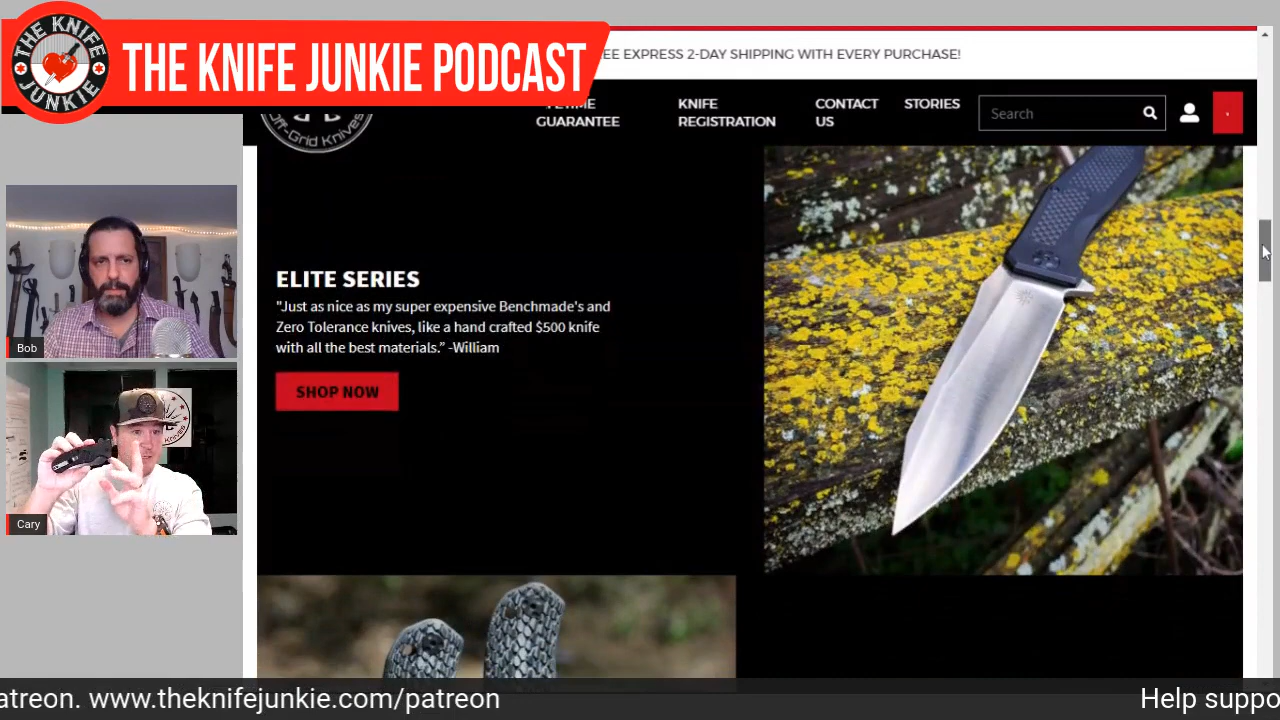 THE KNIFE
JUNKIE
THE KNIFE JUNKIE PODCAST
EE EXPRESS 2-DAY SHIPPING WITH EVERY PURCHASE!
GUARANTEE
KNIFE
REGISTRATION
CONTACT
US
STORIES
Search
Off-Grid Knives
ELITE SERIES
"Just as nice as my super expensive Benchmade's and
Zero Tolerance knives, like a hand crafted $500 knife
with all the best materials.” -William
SHOP NOW
Bob
Cary
atreon. www.theknifejunkie.com/patreon
Help suppo